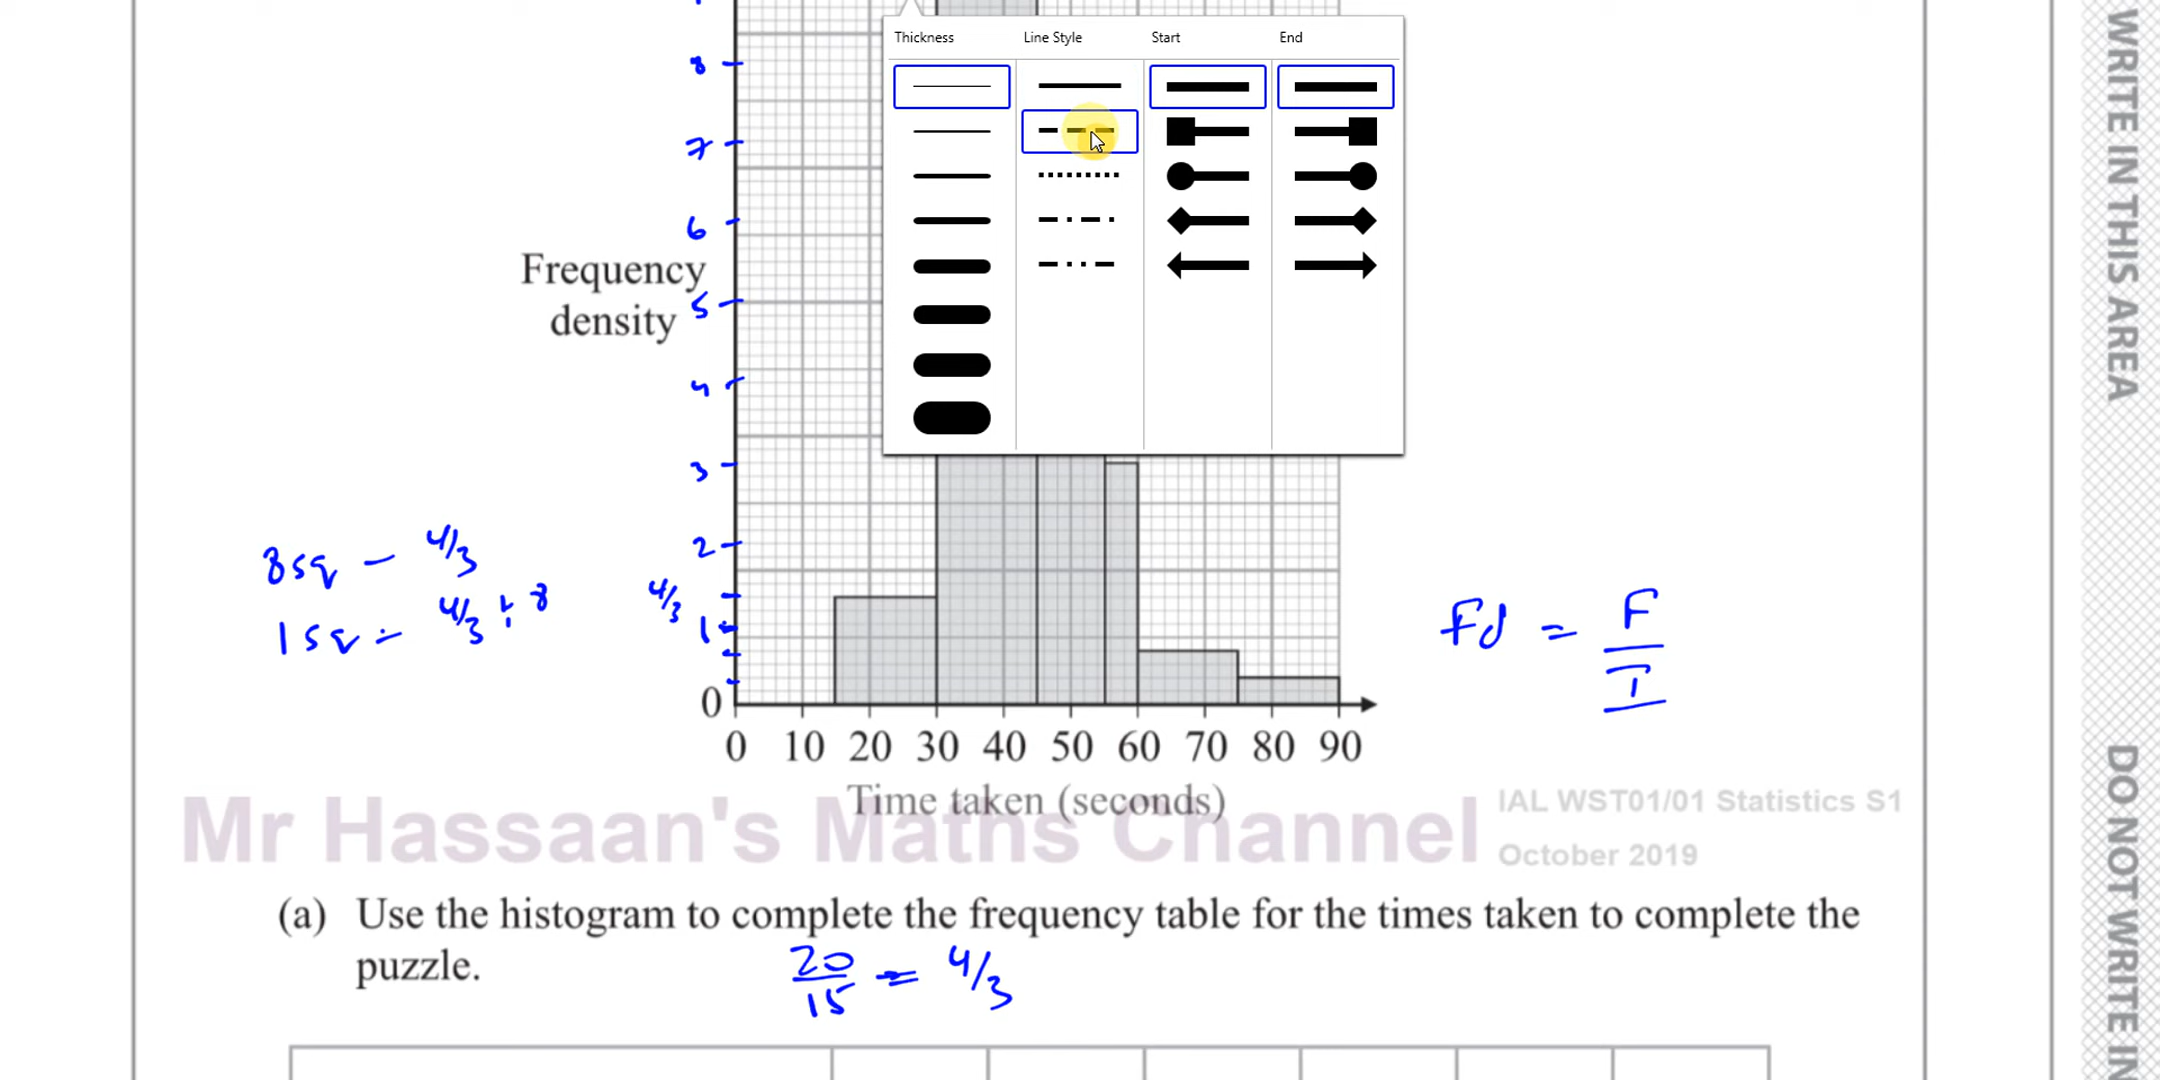 Thickness Line Style Start End
8
7
6
Frequency
density
5
4
3
2
8sq – 4/3
1sq ÷ 4/3 ÷ 8
4/3
1
0
Fd = F/I
0 10 20 30 40 50 60 70 80 90
Time taken (seconds)
Mr Hassaan's Maths Channel
IAL WST01/01 Statistics S1
October 2019
(a) Use the histogram to complete the frequency table for the times taken to complete the
puzzle.
20/15 = 4/3
WRITE IN THIS AREA
DO NOT WRITE IN